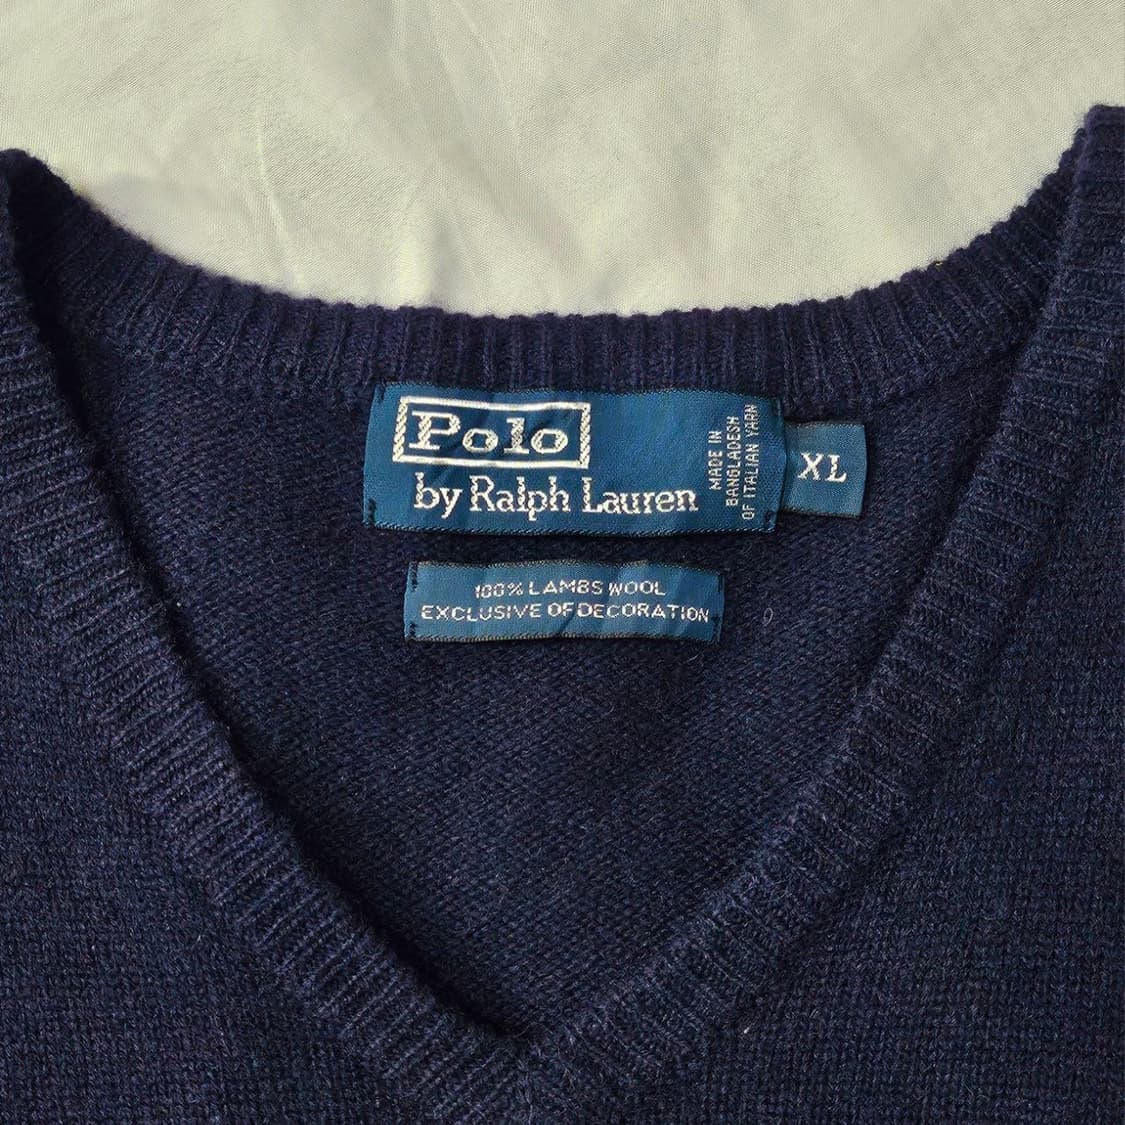 Polo
by Ralph Lauren
MADE IN
BANGLADESH
OF ITALIAN YARN
XL
100% LAMBS WOOL
EXCLUSIVE OF DECORATION